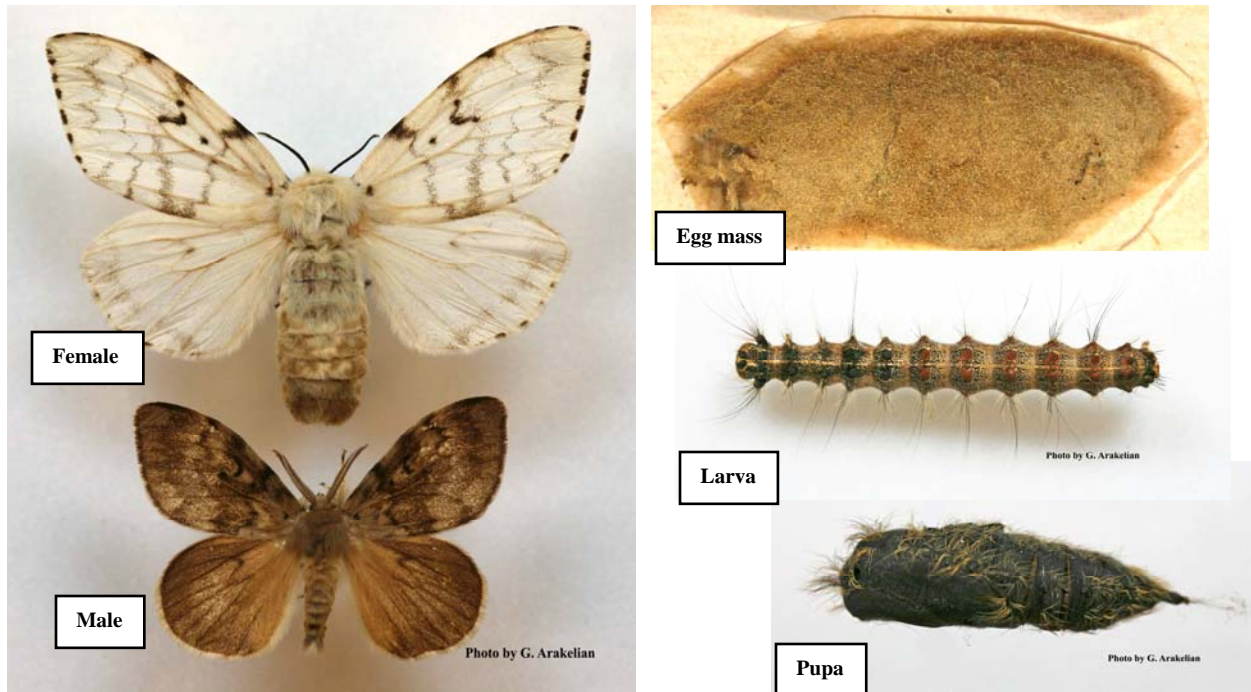 Female
Male
Photo by G. Arakelian
Egg mass
Photo by G. Arakelian
Larva
Photo by G. Arakelian
Pupa